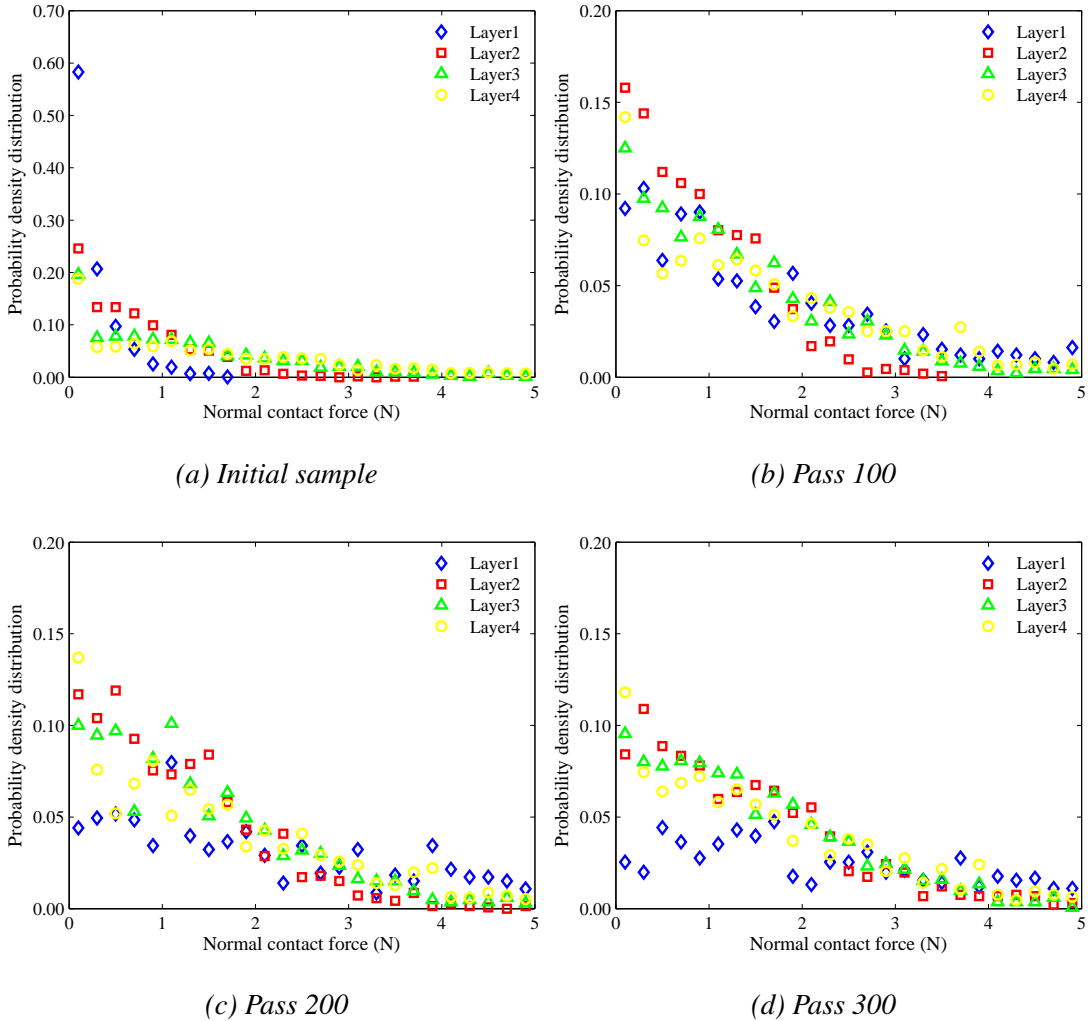 0.70
0.60
0.50
0.40
0.30
0.20
0.10
0.00
Probability density distribution
0 1 2 3 4 5
Normal contact force (N)
Layer1
Layer2
Layer3
Layer4
(a) Initial sample
0.20
0.15
0.10
0.05
0.00
Probability density distribution
0 1 2 3 4 5
Normal contact force (N)
Layer1
Layer2
Layer3
Layer4
(b) Pass 100
0.20
0.15
0.10
0.05
0.00
Probability density distribution
0 1 2 3 4 5
Normal contact force (N)
Layer1
Layer2
Layer3
Layer4
(c) Pass 200
0.20
0.15
0.10
0.05
0.00
Probability density distribution
0 1 2 3 4 5
Normal contact force (N)
Layer1
Layer2
Layer3
Layer4
(d) Pass 300